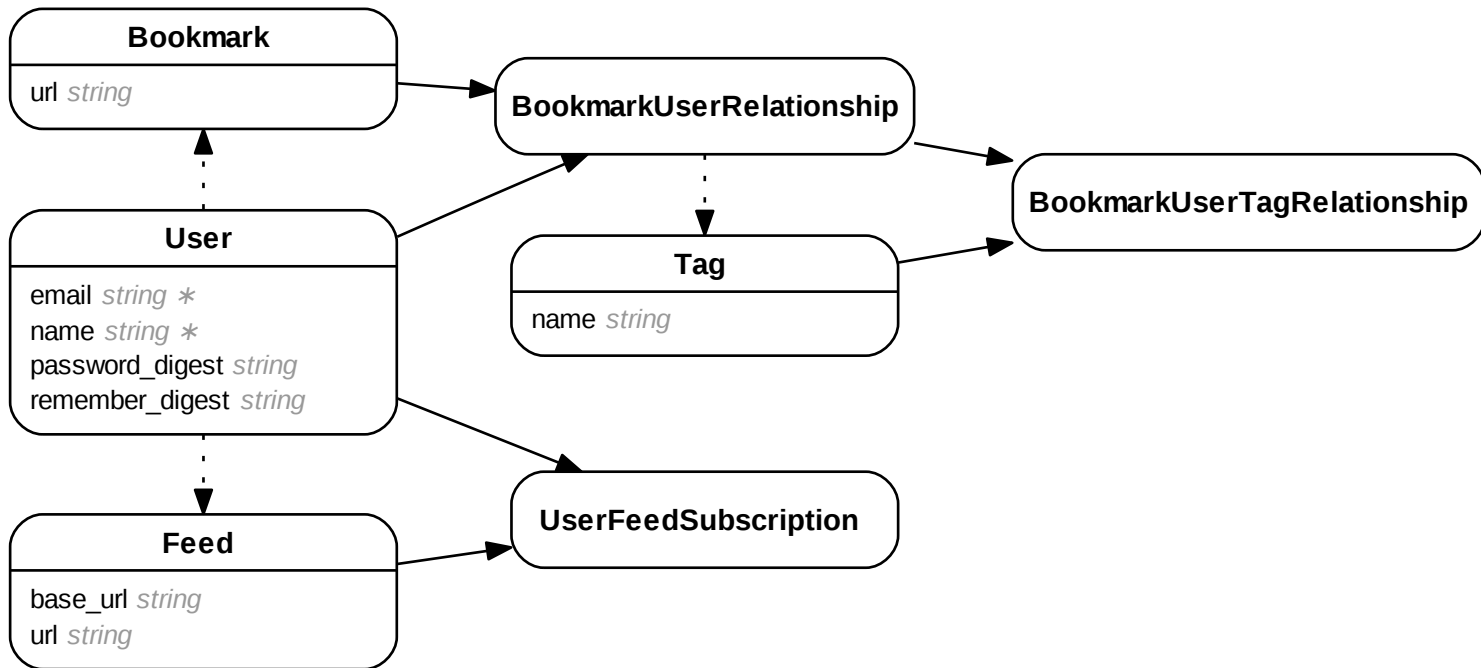 Bookmark
url string
BookmarkUserRelationship
BookmarkUserTagRelationship
User
email string ∗
name string ∗
password_digest string
remember_digest string
Tag
name string
UserFeedSubscription
Feed
base_url string
url string